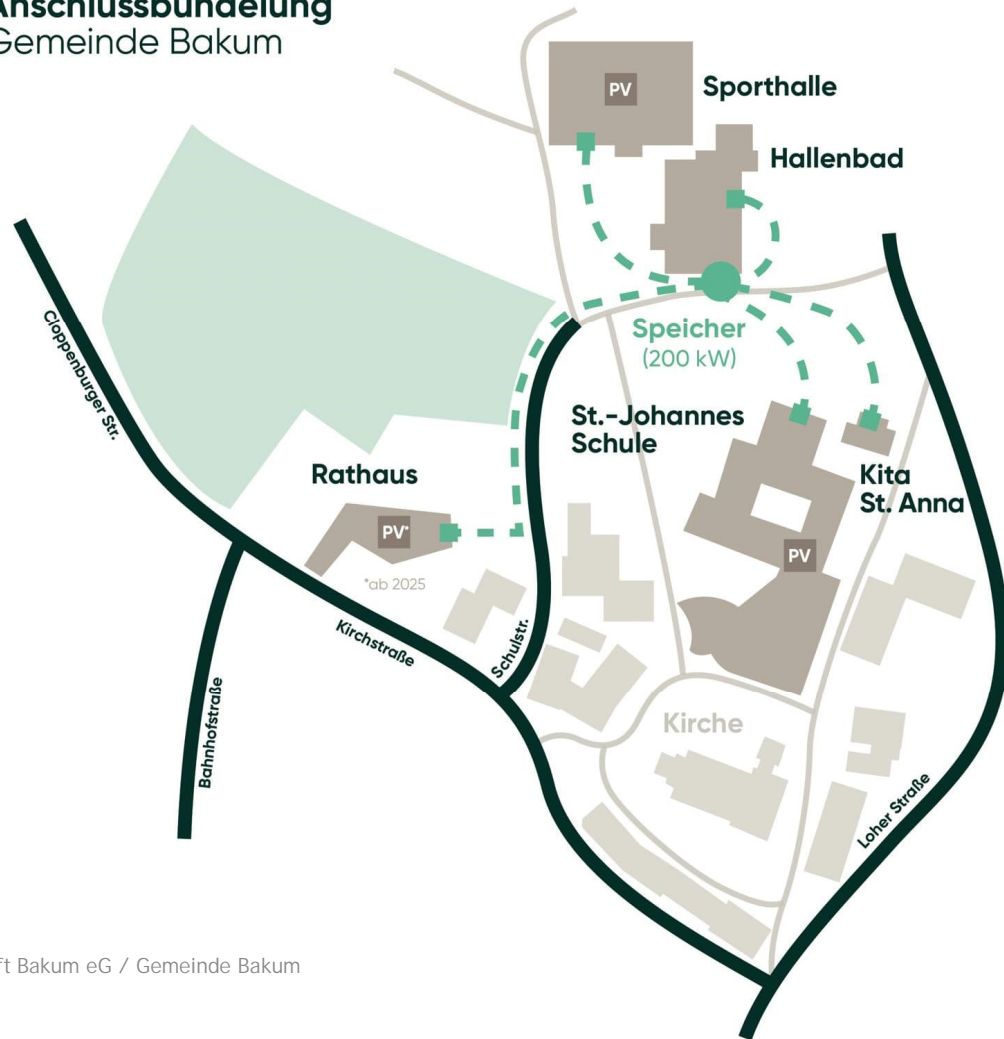 Anschlussbündelung
Gemeinde Bakum
PV
Sporthalle
Hallenbad
Speicher
(200 kW)
Cloppenburger Str.
St.-Johannes
Schule
Rathaus
Kita
St. Anna
PV*
PV
*ab 2025
Kirchstraße
Schulstr.
Bahnhofstraße
Kirche
Loher Straße
ft Bakum eG / Gemeinde Bakum